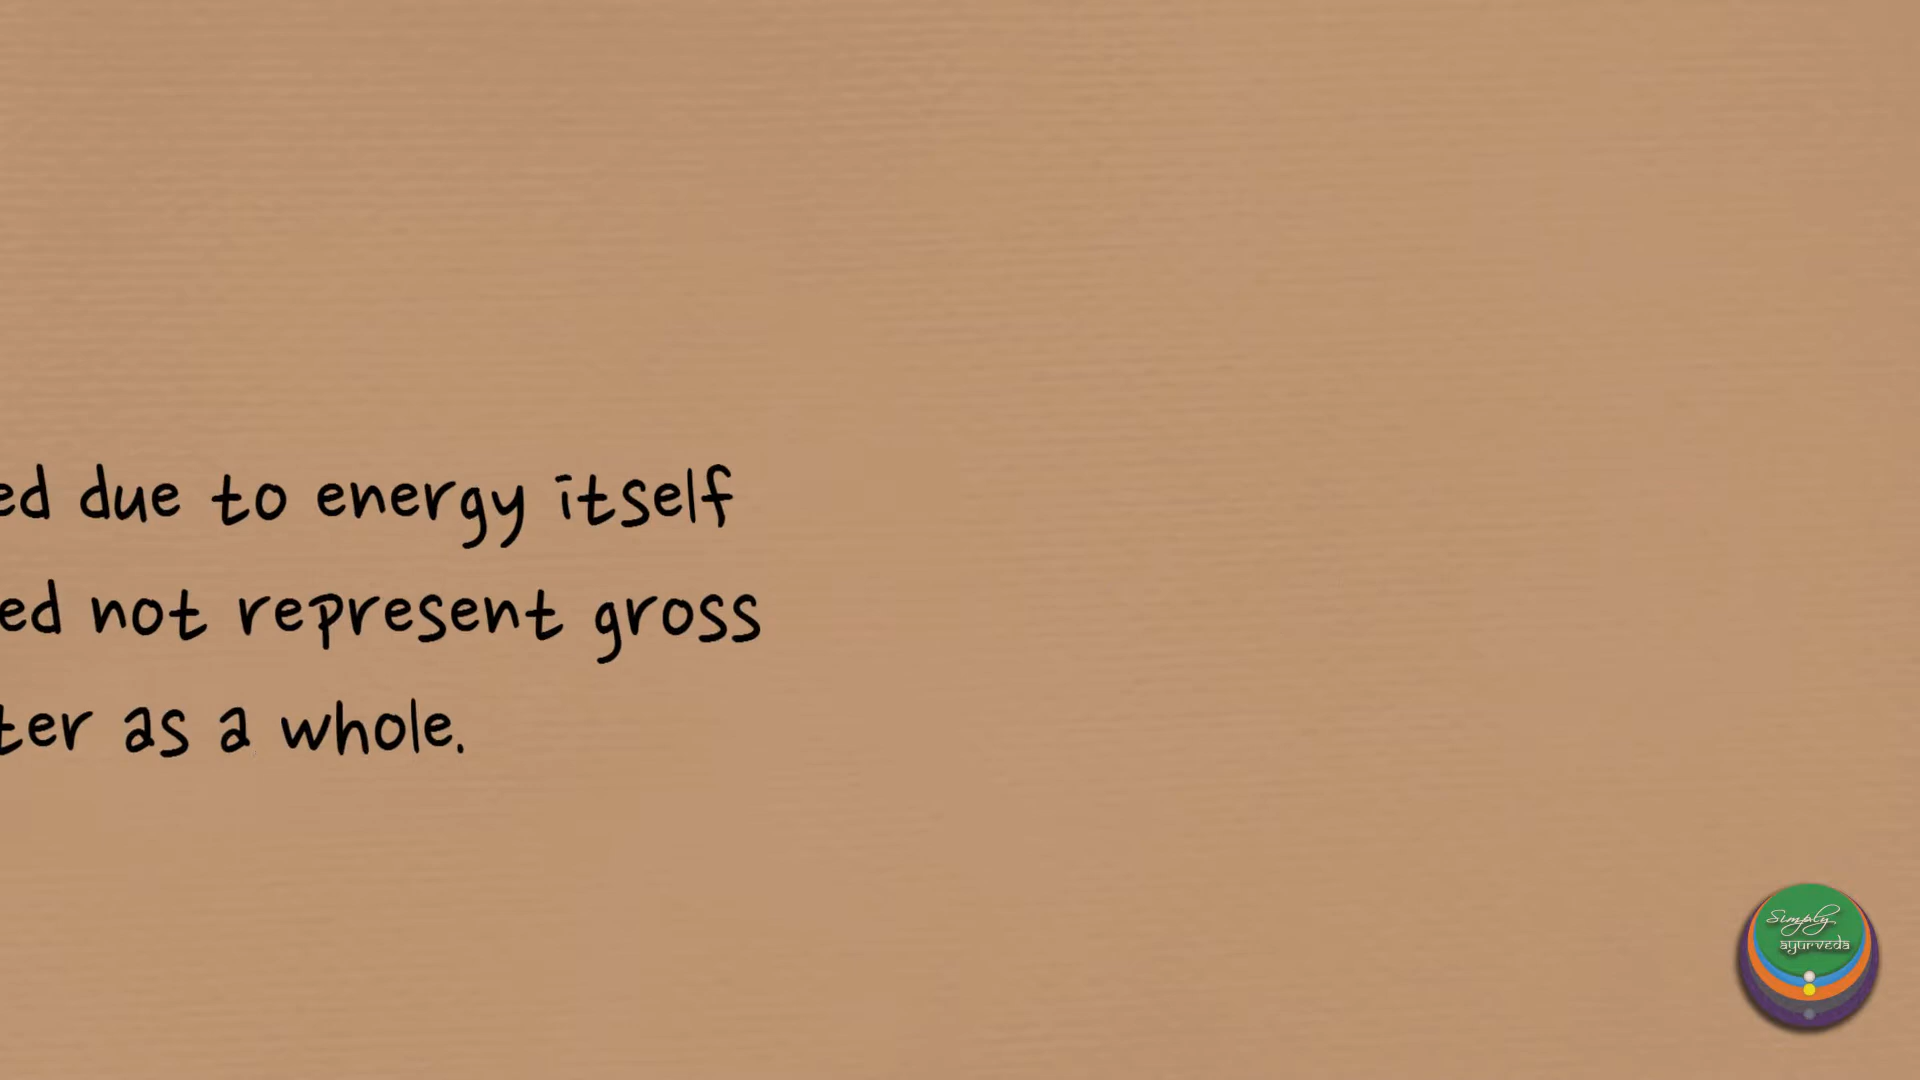 ed due to energy itself
ed not represent gross
ter as a whole.
Simply
ayurveda